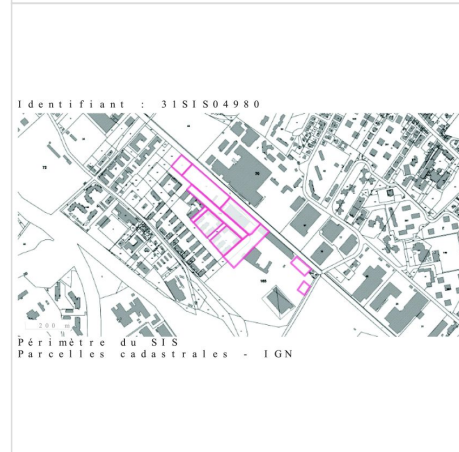 Identifiant : 31SIS04980
200 m
Périmètre du SIS
Parcelles cadastrales - IGN